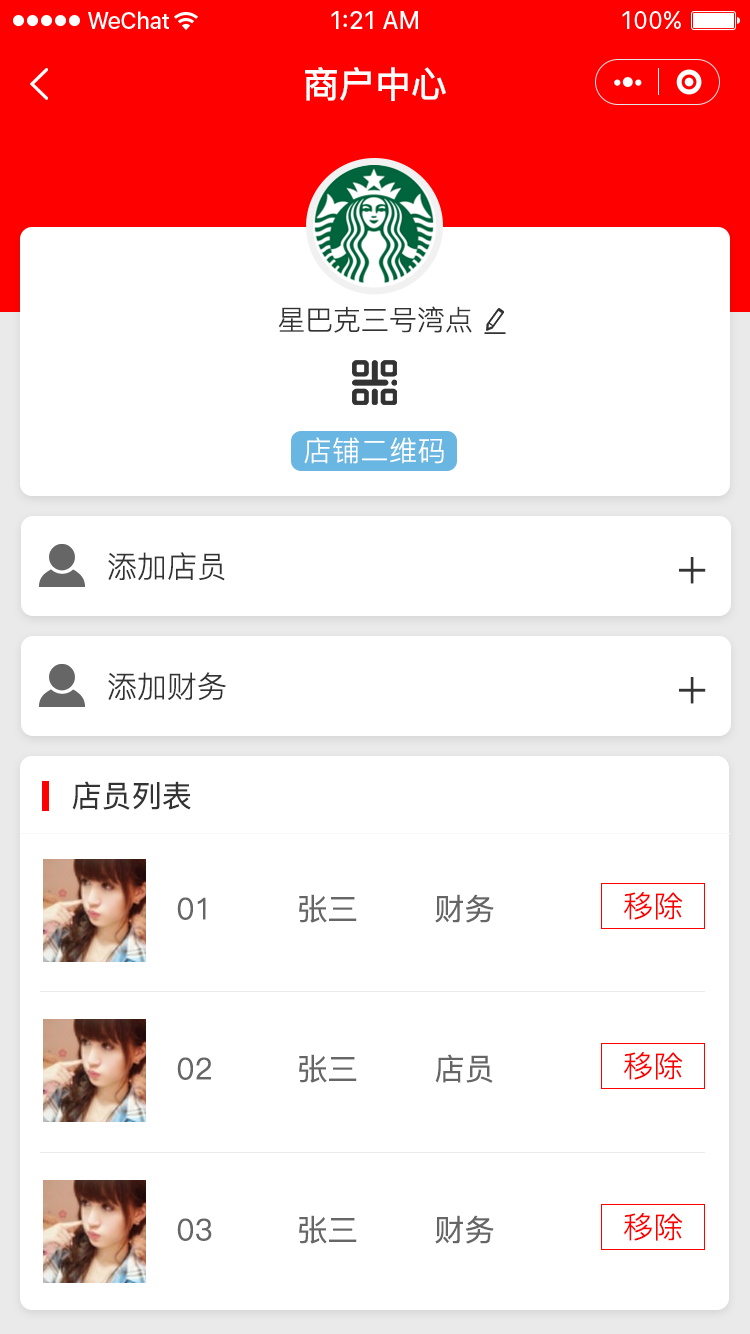 WeChat 1:21 AM 100%
商户中心
星巴克三号湾点
店铺二维码
添加店员
添加财务
店员列表
01 张三 财务 移除
02 张三 店员 移除
03 张三 财务 移除